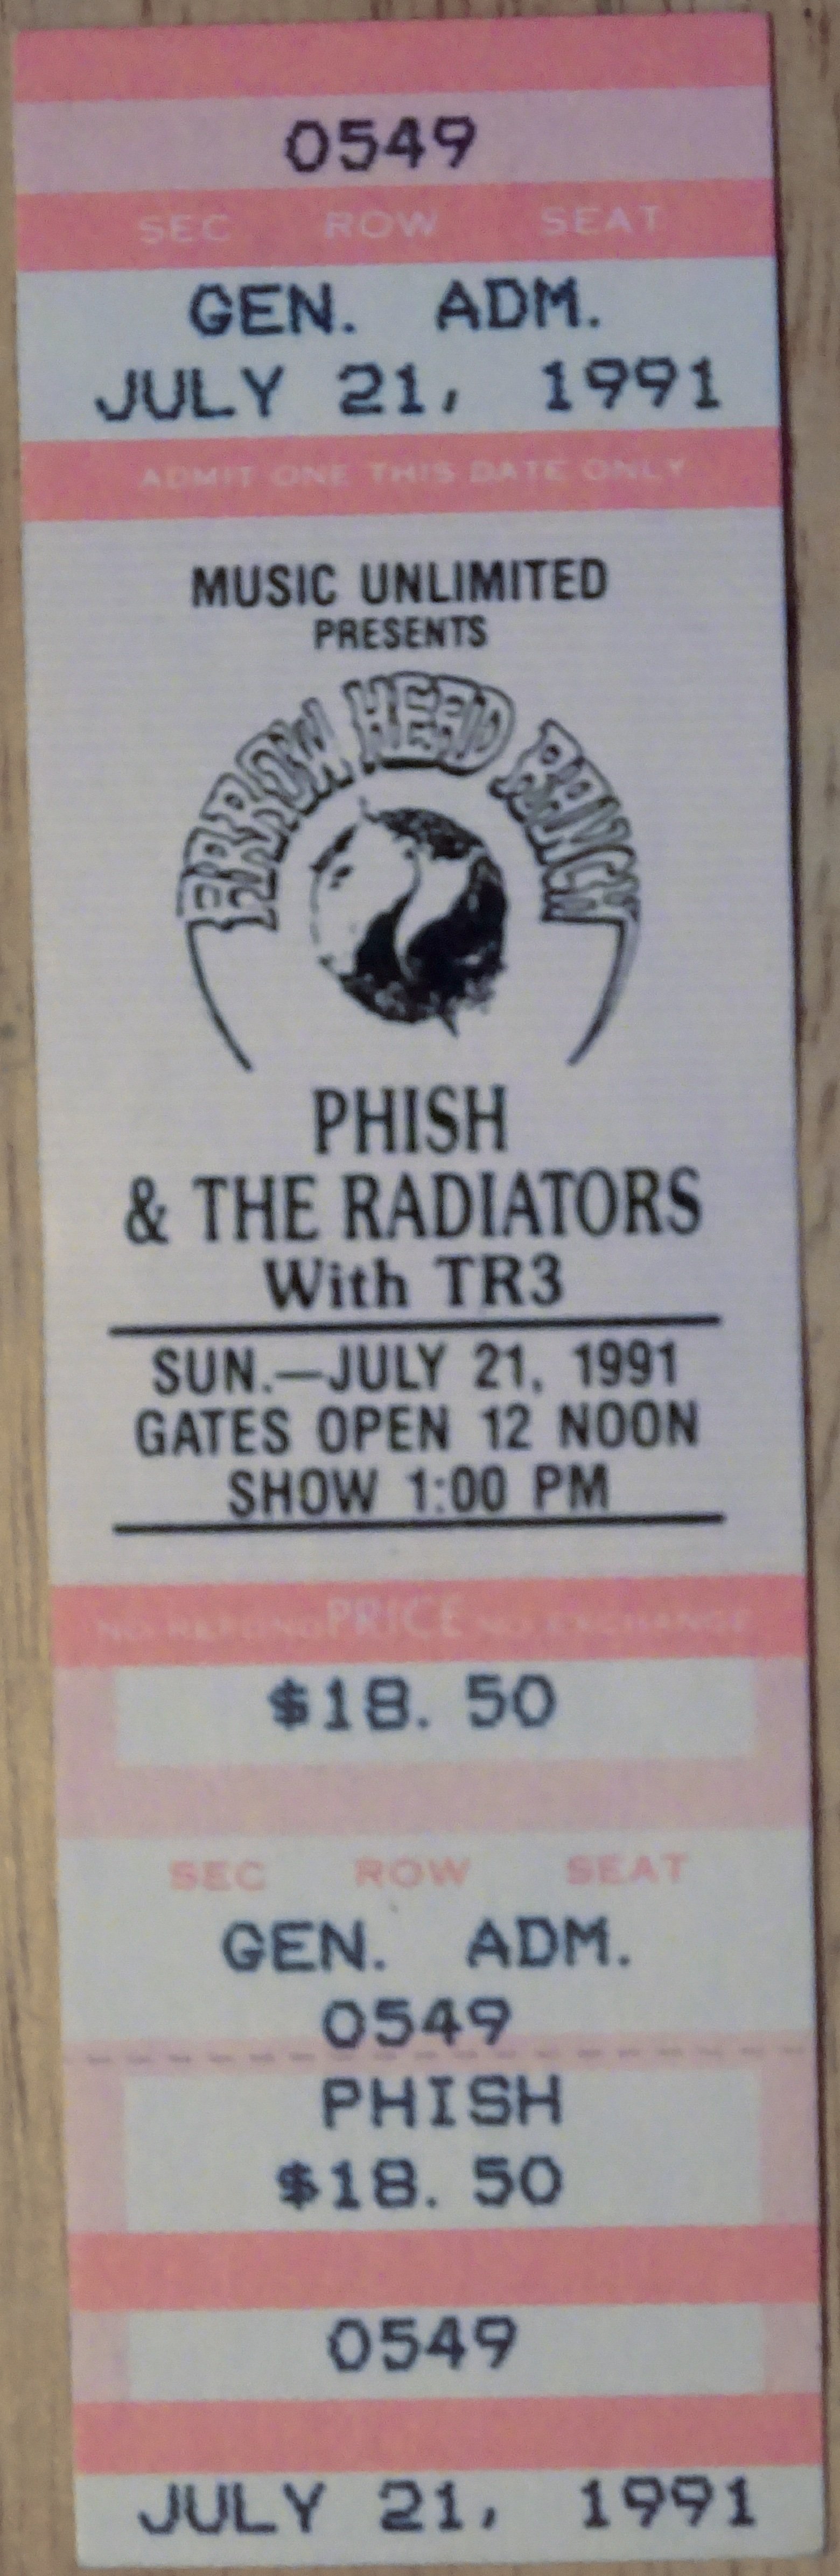 0549
SEC ROW SEAT
GEN. ADM.
JULY 21, 1991
ADMIT ONE THIS DATE ONLY
MUSIC UNLIMITED
PRESENTS
ARROW HEAD RANCH
PHISH
& THE RADIATORS
With TR3
SUN.—JULY 21, 1991
GATES OPEN 12 NOON
SHOW 1:00 PM
NO REFUND PRICE NO EXCHANGE
$18. 50
SEC ROW SEAT
GEN. ADM.
0549
PHISH
$18. 50
0549
JULY 21, 1991